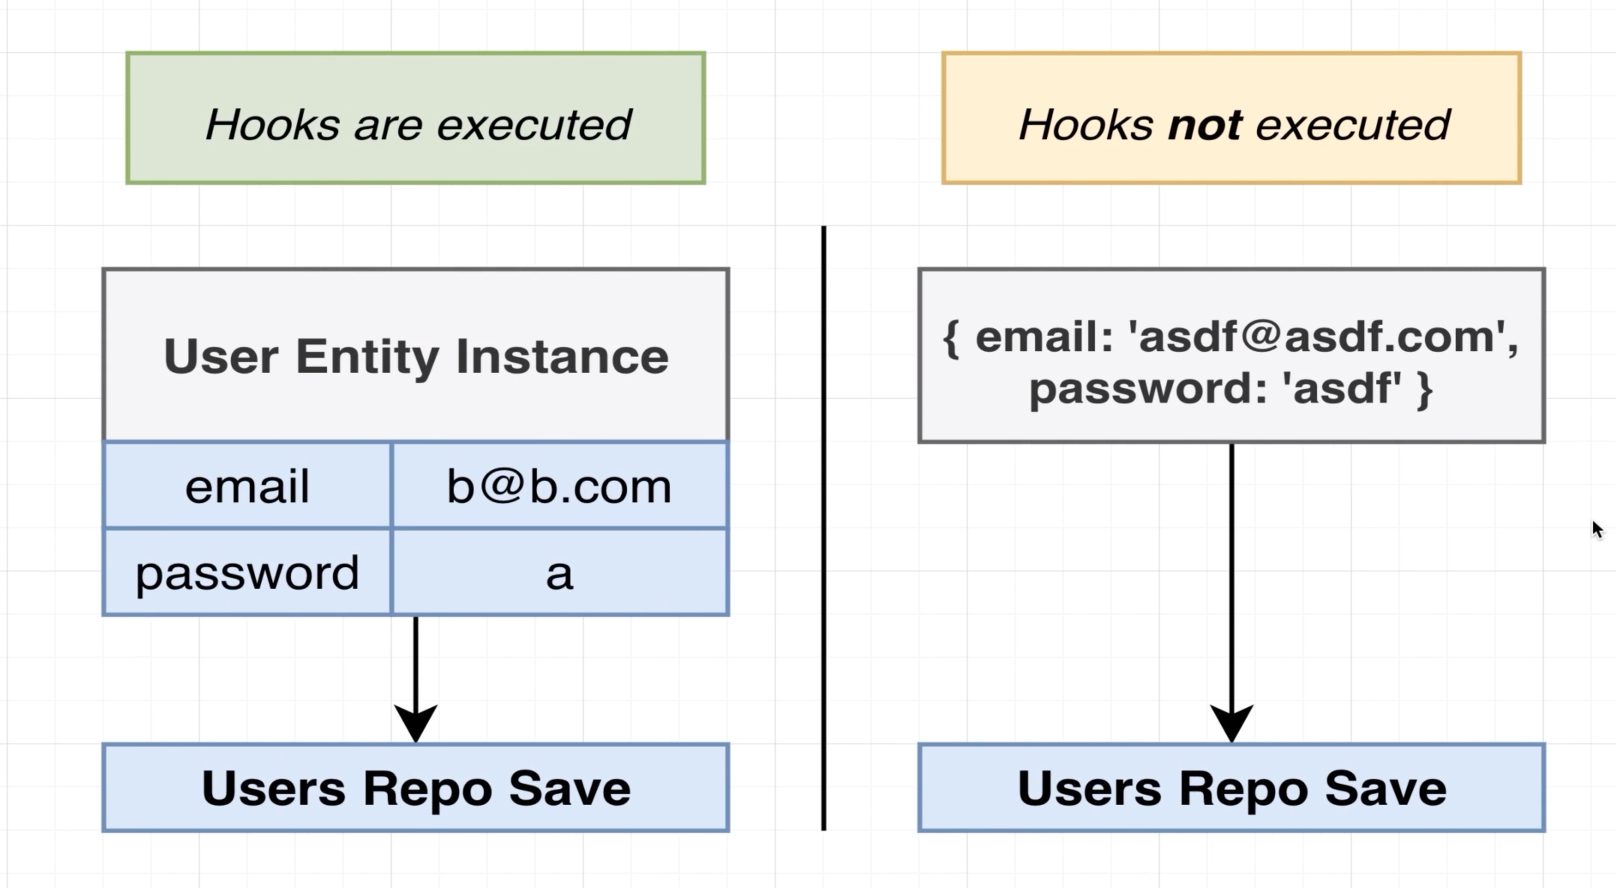 Hooks are executed
Hooks not executed
User Entity Instance
email
b@b.com
password
a
Users Repo Save
{ email: 'asdf@asdf.com',
password: 'asdf' }
Users Repo Save